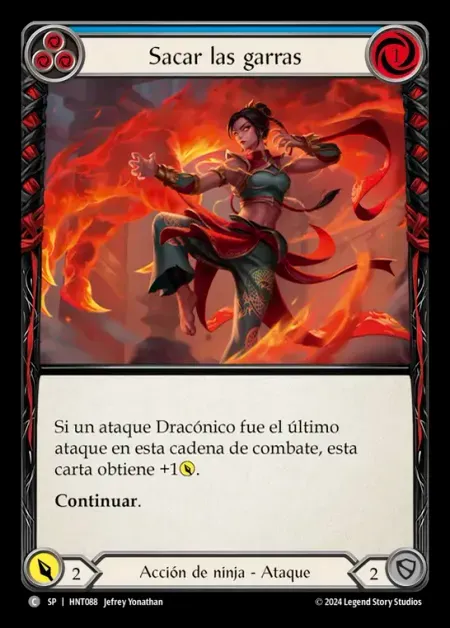 Sacar las garras
1
Si un ataque Dracónico fue el último
ataque en esta cadena de combate, esta
carta obtiene +1.
Continuar.
2
Acción de ninja - Ataque
2
C SP | HNT088 Jefrey Yonathan
© 2024 Legend Story Studios